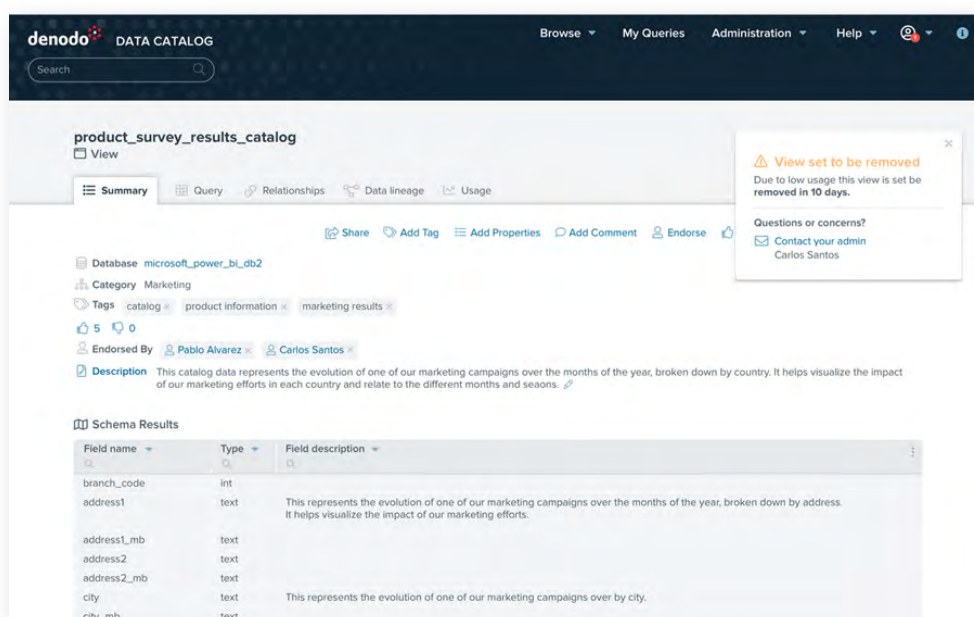 denodo DATA CATALOG
Browse My Queries Administration Help
Search
product_survey_results_catalog
View
Summary Query Relationships Data lineage Usage
View set to be removed
Due to low usage this view is set be
removed in 10 days.
Questions or concerns?
Contact your admin
Carlos Santos
Share Add Tag Add Properties Add Comment Endorse
Database microsoft_power_bi_db2
Category Marketing
Tags catalog × product information × marketing results ×
5 0
Endorsed By Pablo Alvarez × Carlos Santos ×
Description This catalog data represents the evolution of one of our marketing campaigns over the months of the year, broken down by country. It helps visualize the impact
of our marketing efforts in each country and relate to the different months and seaons.
Schema Results
Field name Type Field description
branch_code int
address1 text This represents the evolution of one of our marketing campaigns over the months of the year, broken down by address.
It helps visualize the impact of our marketing efforts.
address1_mb text
address2 text
address2_mb text
city text This represents the evolution of one of our marketing campaigns over by city.
city_mb text